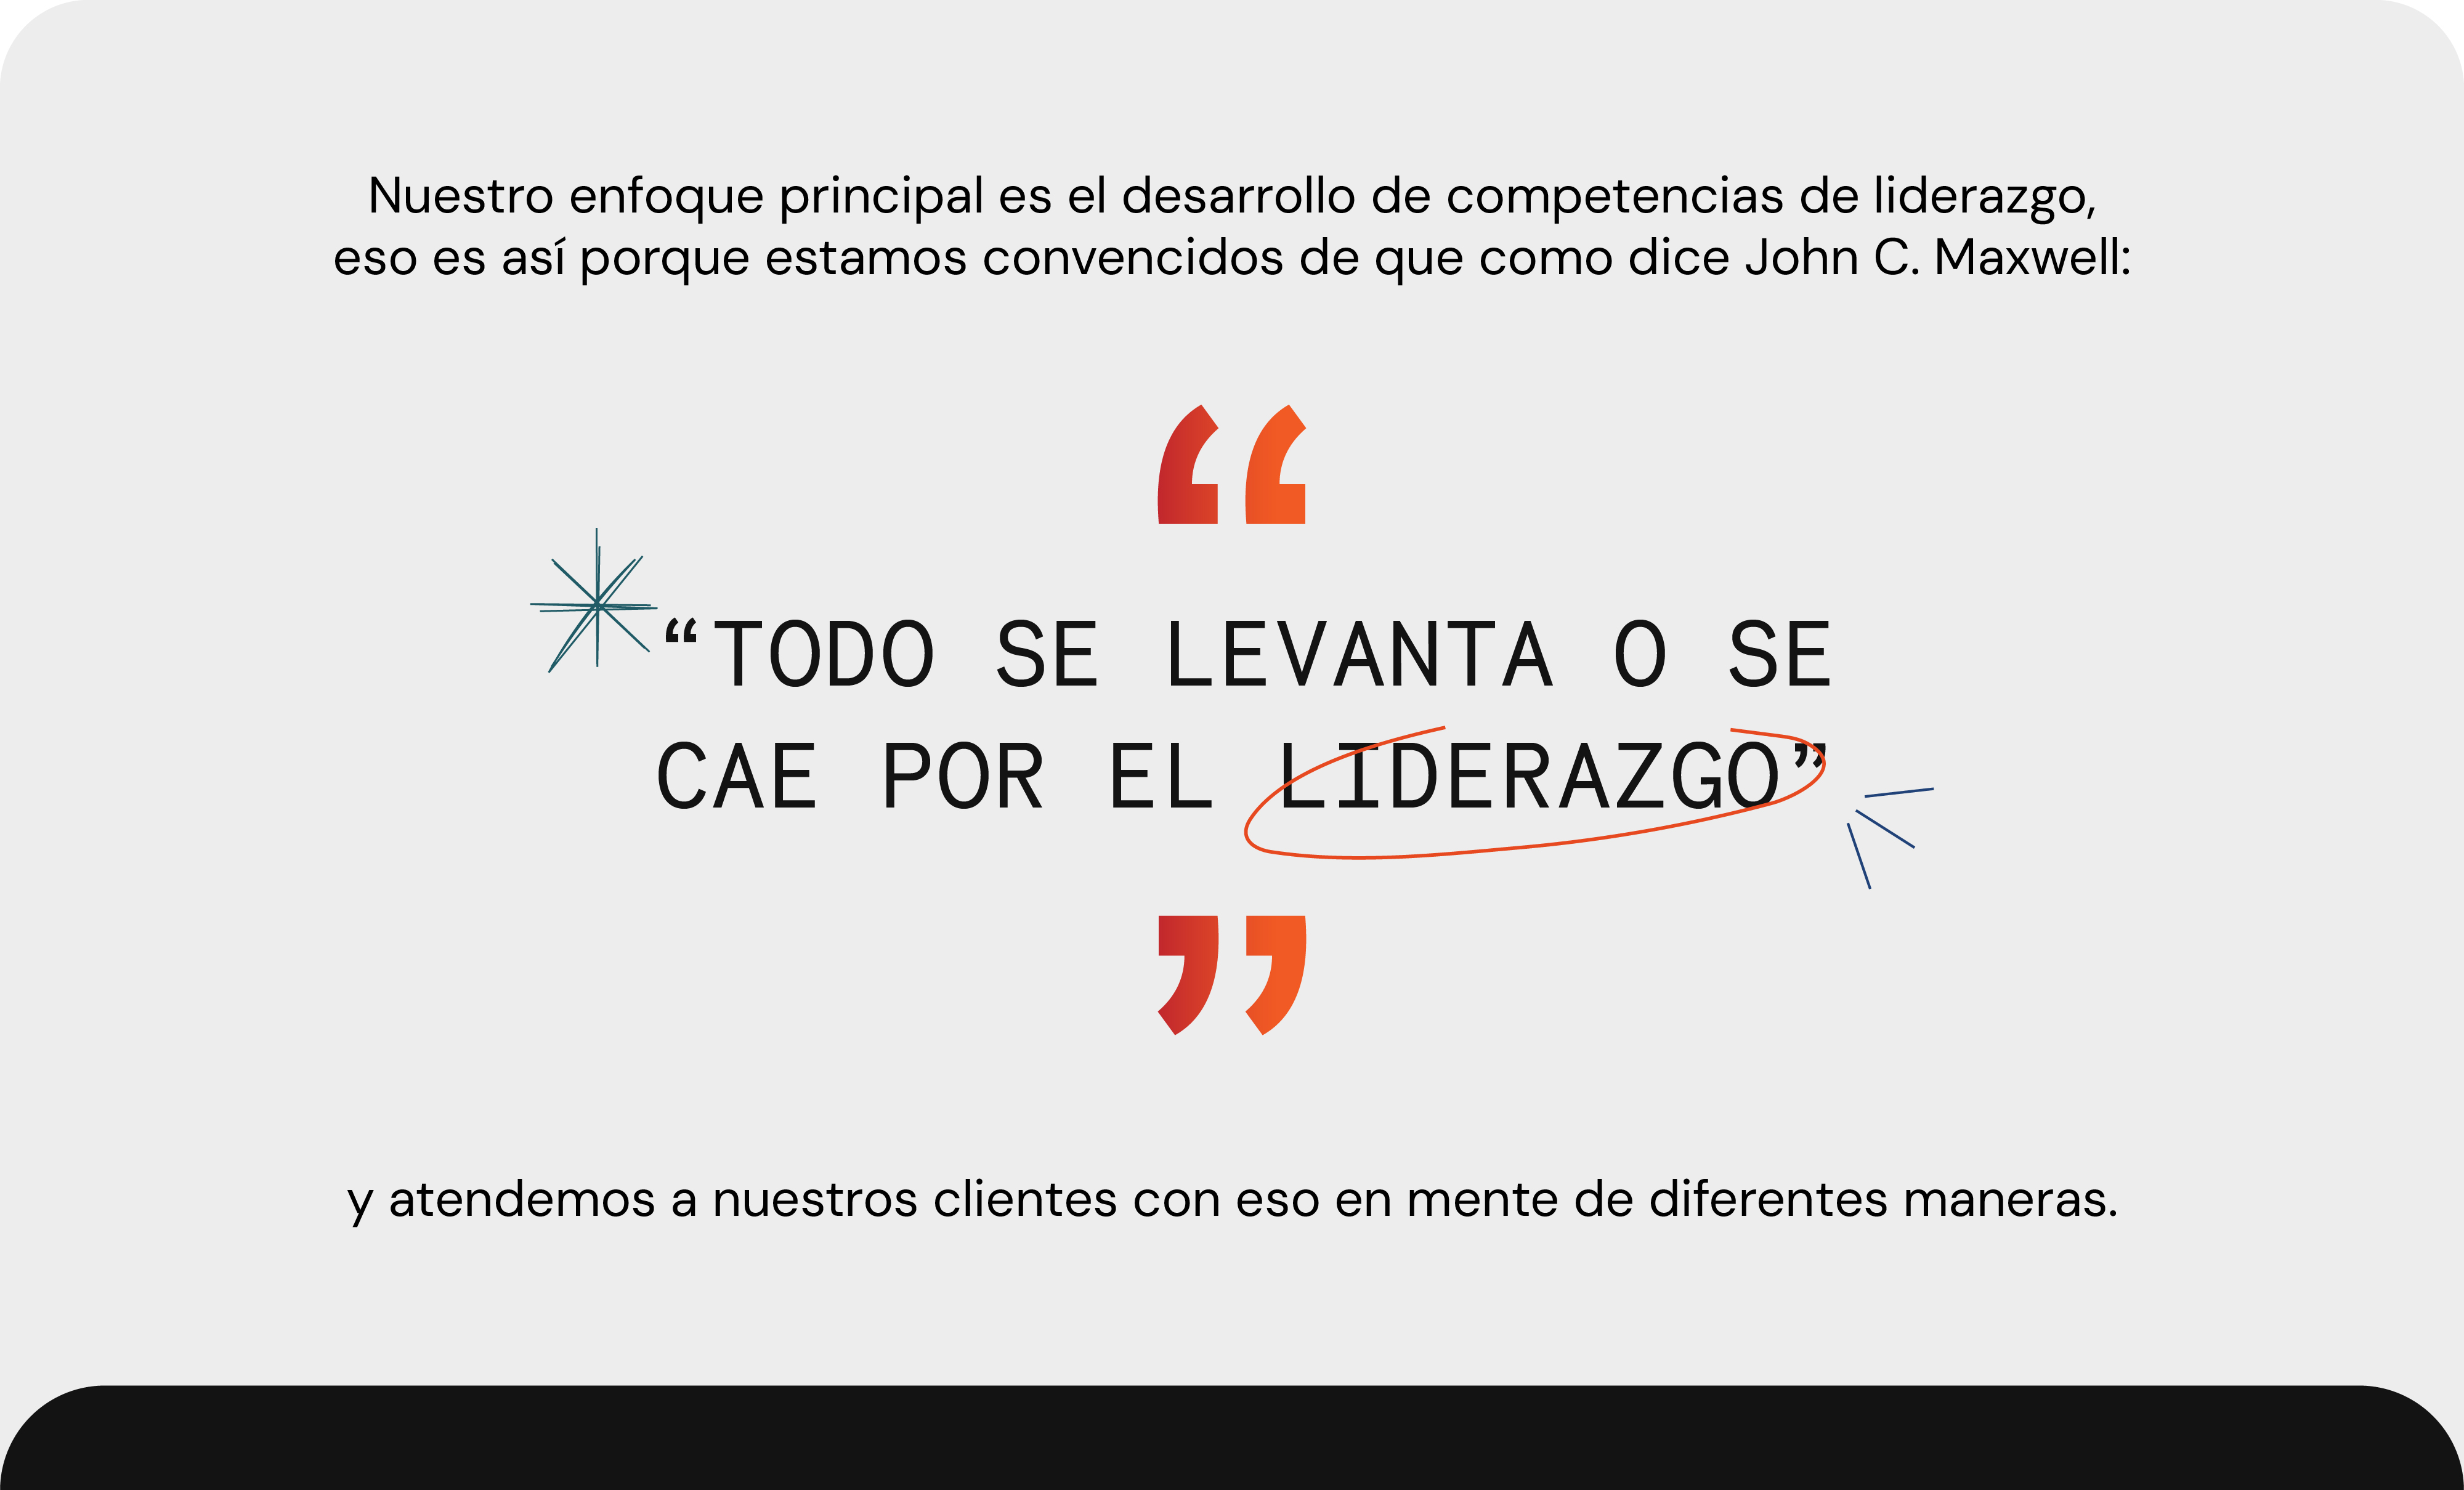 Nuestro enfoque principal es el desarrollo de competencias de liderazgo,
eso es así porque estamos convencidos de que como dice John C. Maxwell:
“
“TODO SE LEVANTA O SE
CAE POR EL LIDERAZGO”
”
y atendemos a nuestros clientes con eso en mente de diferentes maneras.